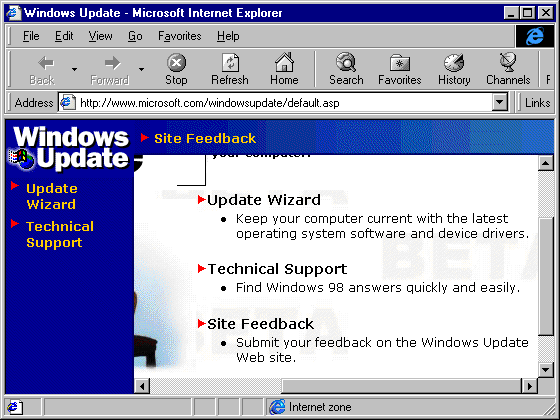 Windows Update - Microsoft Internet Explorer
File Edit View Go Favorites Help
Back Forward Stop Refresh Home Search Favorites History Channels F
Address http://www.microsoft.com/windowsupdate/default.asp Links
Windows
Update
Site Feedback
Update
Wizard
Technical
Support
your computer.
Update Wizard
Keep your computer current with the latest
operating system software and device drivers.
BETA
Technical Support
Find Windows 98 answers quickly and easily.
BETA
Site Feedback
Submit your feedback on the Windows Update
Web site.
Internet zone